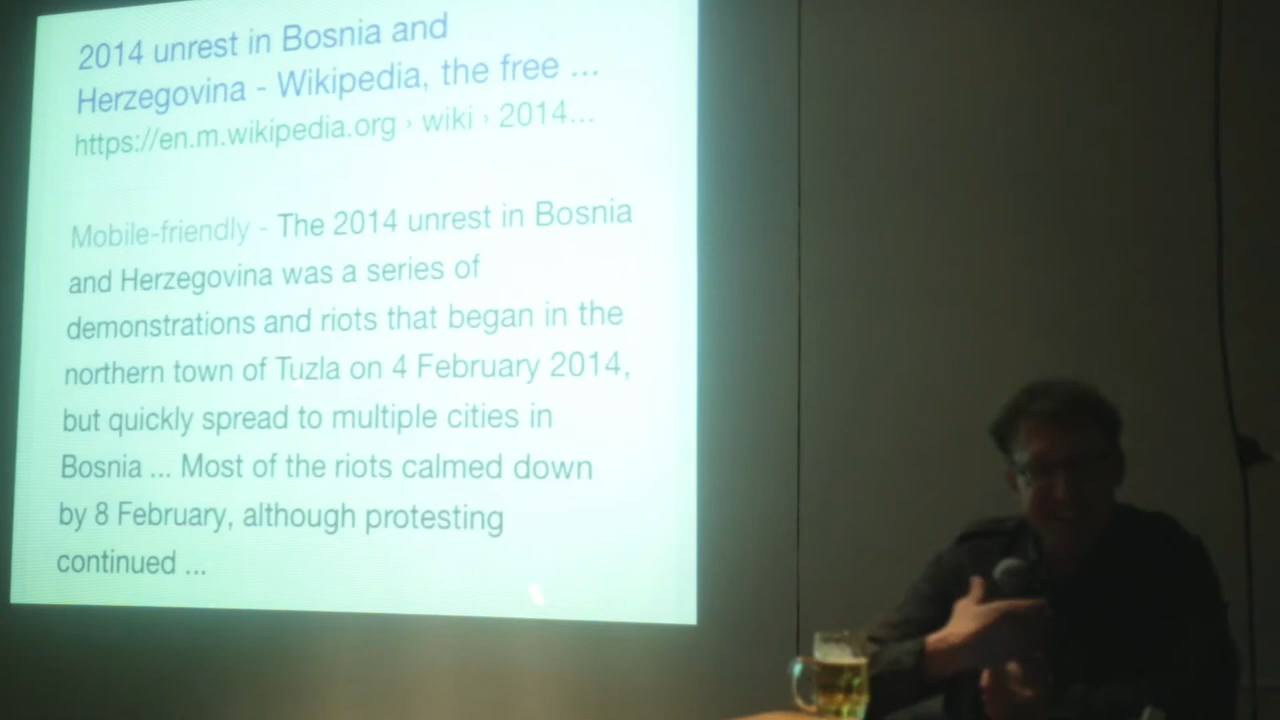 2014 unrest in Bosnia and
Herzegovina - Wikipedia, the free ...
https://en.m.wikipedia.org › wiki › 2014...
Mobile-friendly - The 2014 unrest in Bosnia
and Herzegovina was a series of
demonstrations and riots that began in the
northern town of Tuzla on 4 February 2014,
but quickly spread to multiple cities in
Bosnia ... Most of the riots calmed down
by 8 February, although protesting
continued ...